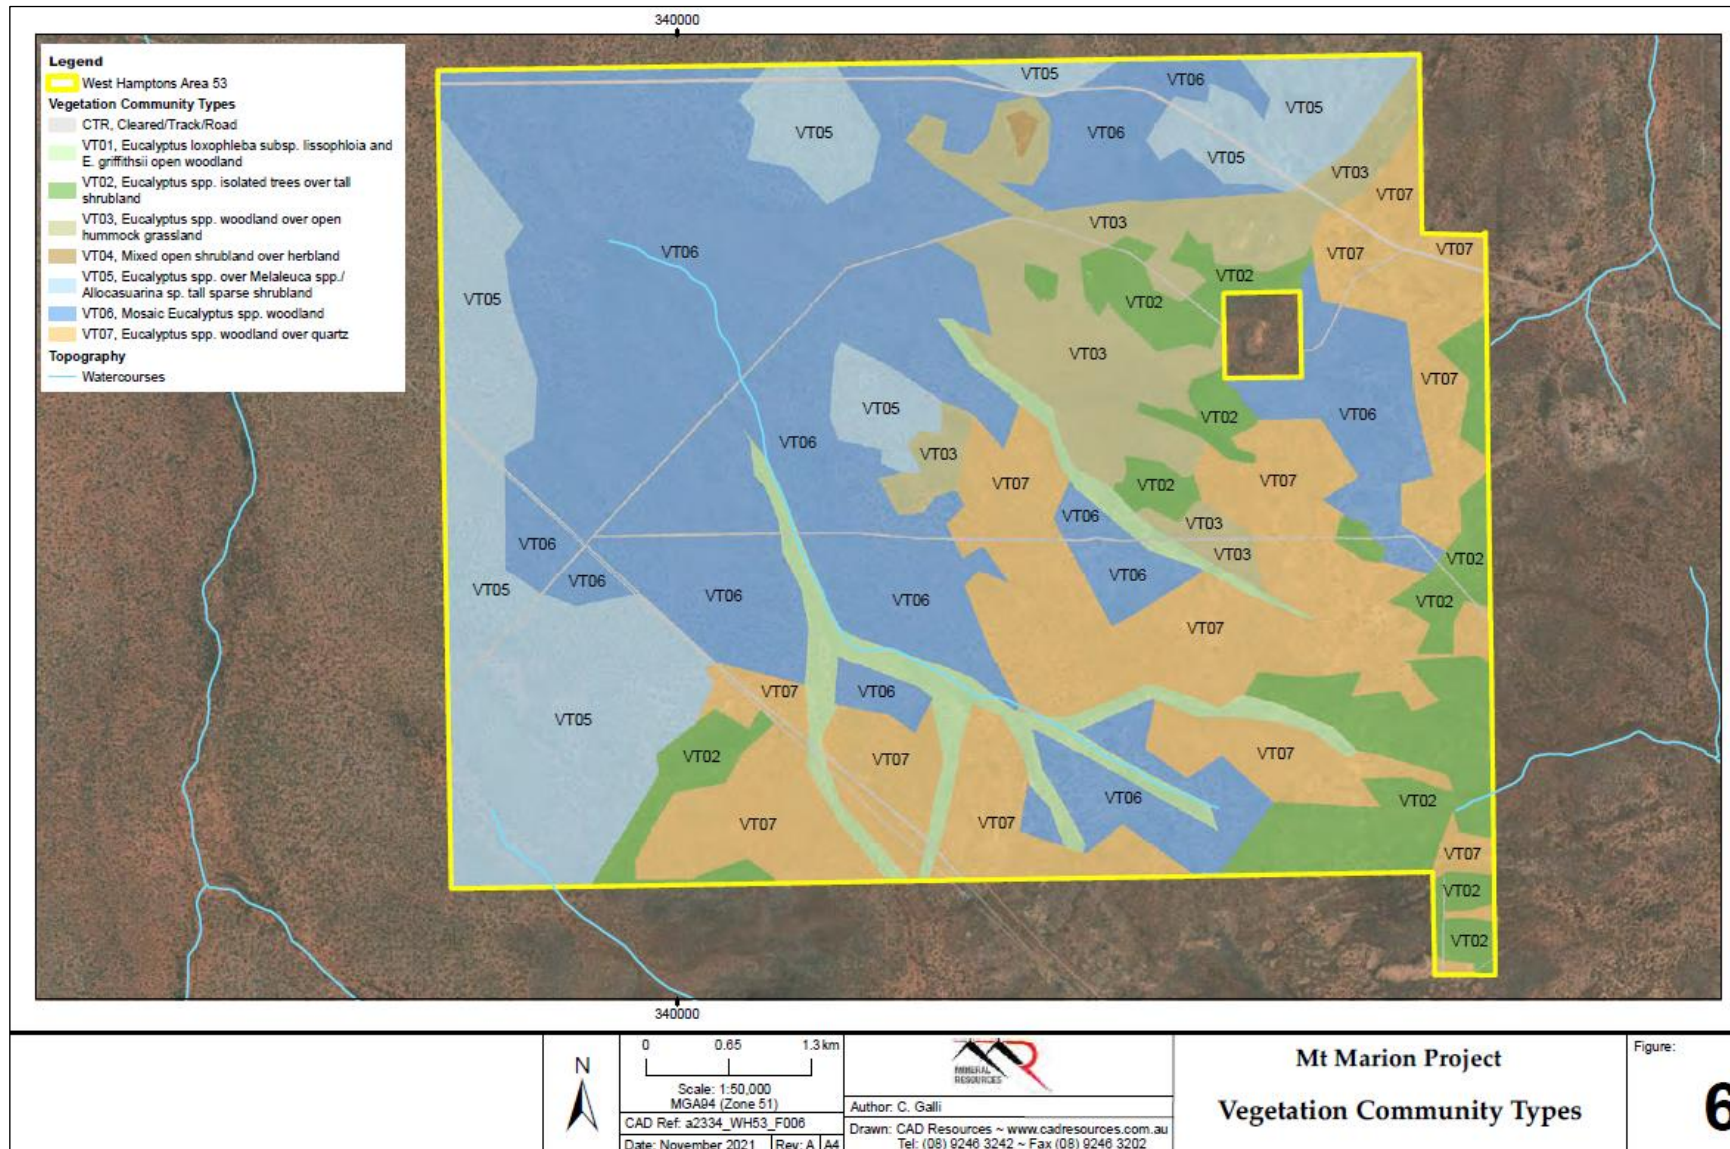 340000
Legend
West Hamptons Area 53
Vegetation Community Types
CTR, Cleared/Track/Road
VT01, Eucalyptus loxophleba subsp. lissophloia and
E. griffithsii open woodland
VT02, Eucalyptus spp. isolated trees over tall
shrubland
VT03, Eucalyptus spp. woodland over open
hummock grassland
VT04, Mixed open shrubland over herbland
VT05, Eucalyptus spp. over Melaleuca spp./
Allocasuarina sp. tall sparse shrubland
VT06, Mosaic Eucalyptus spp. woodland
VT07, Eucalyptus spp. woodland over quartz
Topography
Watercourses
VT05
VT06
VT05
VT05
VT06
VT05
VT03
VT07
VT03
VT06
VT07
VT07
VT02
VT05
VT02
VT03
VT07
VT05
VT06
VT02
VT06
VT03
VT07
VT07
VT02
VT06
VT03
VT06
VT03
VT02
VT06
VT05
VT06
VT06
VT06
VT02
VT07
VT07
VT06
VT05
VT02
VT07
VT07
VT06
VT02
VT07
VT07
VT07
VT02
VT02
340000
N
0 0.65 1.3 km
Scale: 1:50,000
MGA94 (Zone 51)
CAD Ref: a2334_WH53_F006
Date: November 2021 Rev: A A4
MINERAL
RESOURCES
Author: C. Galli
Drawn: CAD Resources ~ www.cadresources.com.au
Tel: (08) 9246 3242 ~ Fax (08) 9246 3202
Mt Marion Project
Vegetation Community Types
Figure:
6